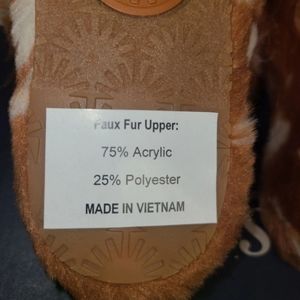 Faux Fur Upper:
75% Acrylic
25% Polyester
MADE IN VIETNAM
S